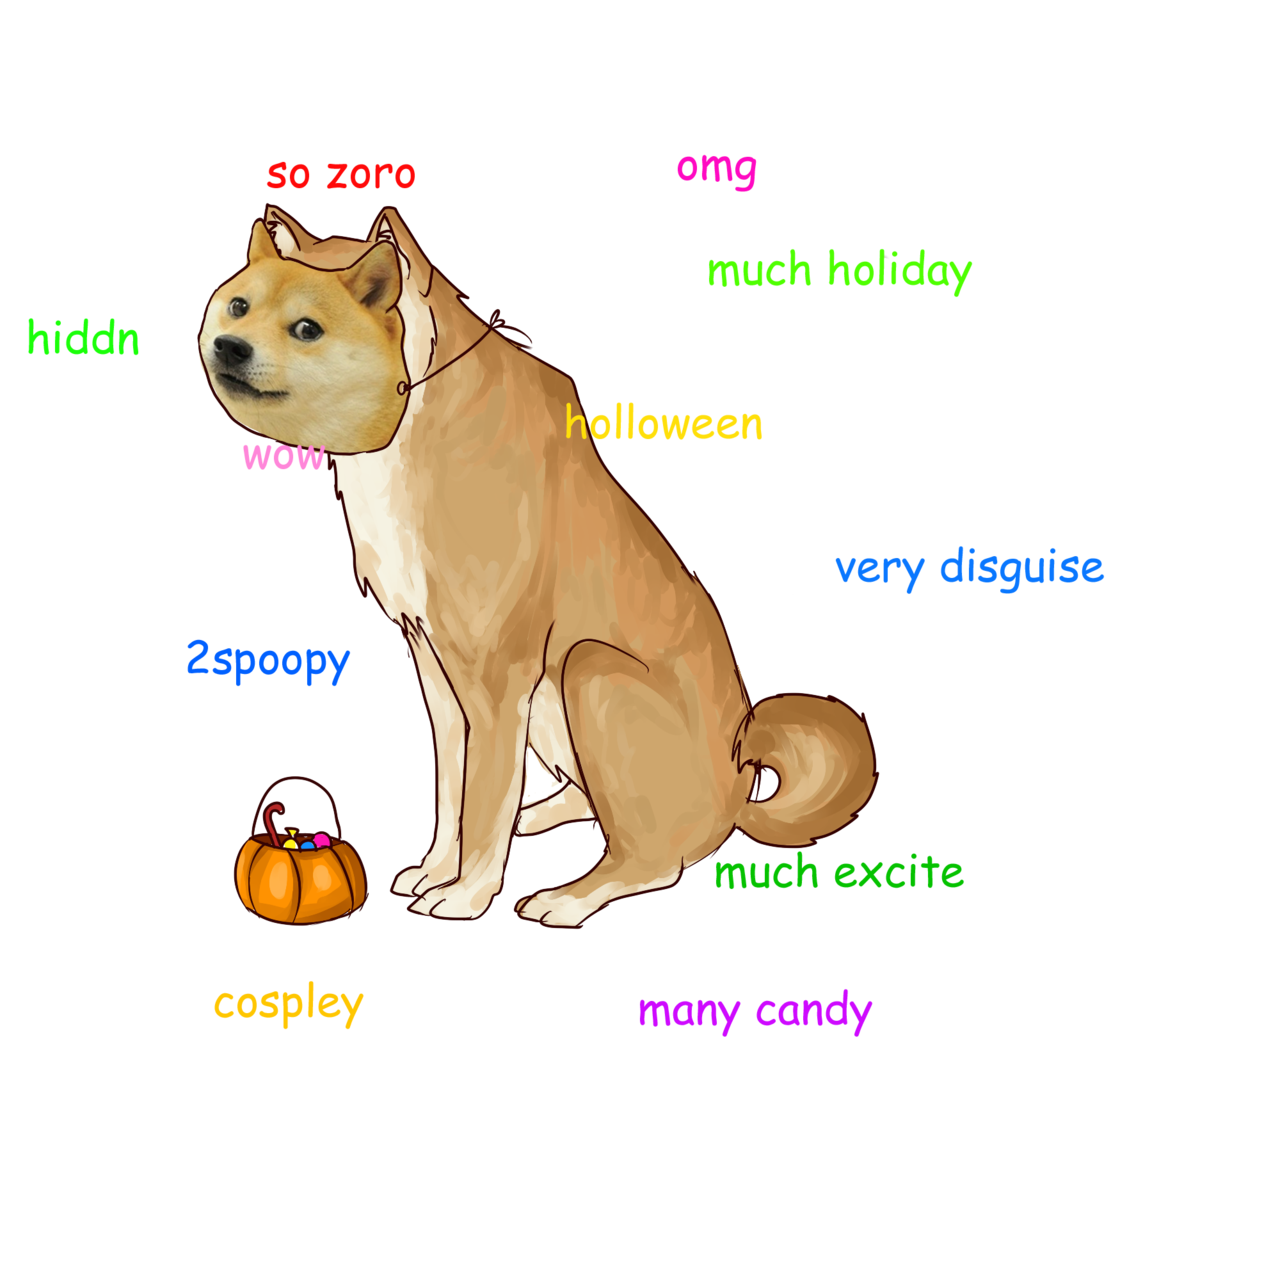 so zoro
omg
much holiday
hiddn
holloween
wow
very disguise
2spoopy
much excite
cospley
many candy